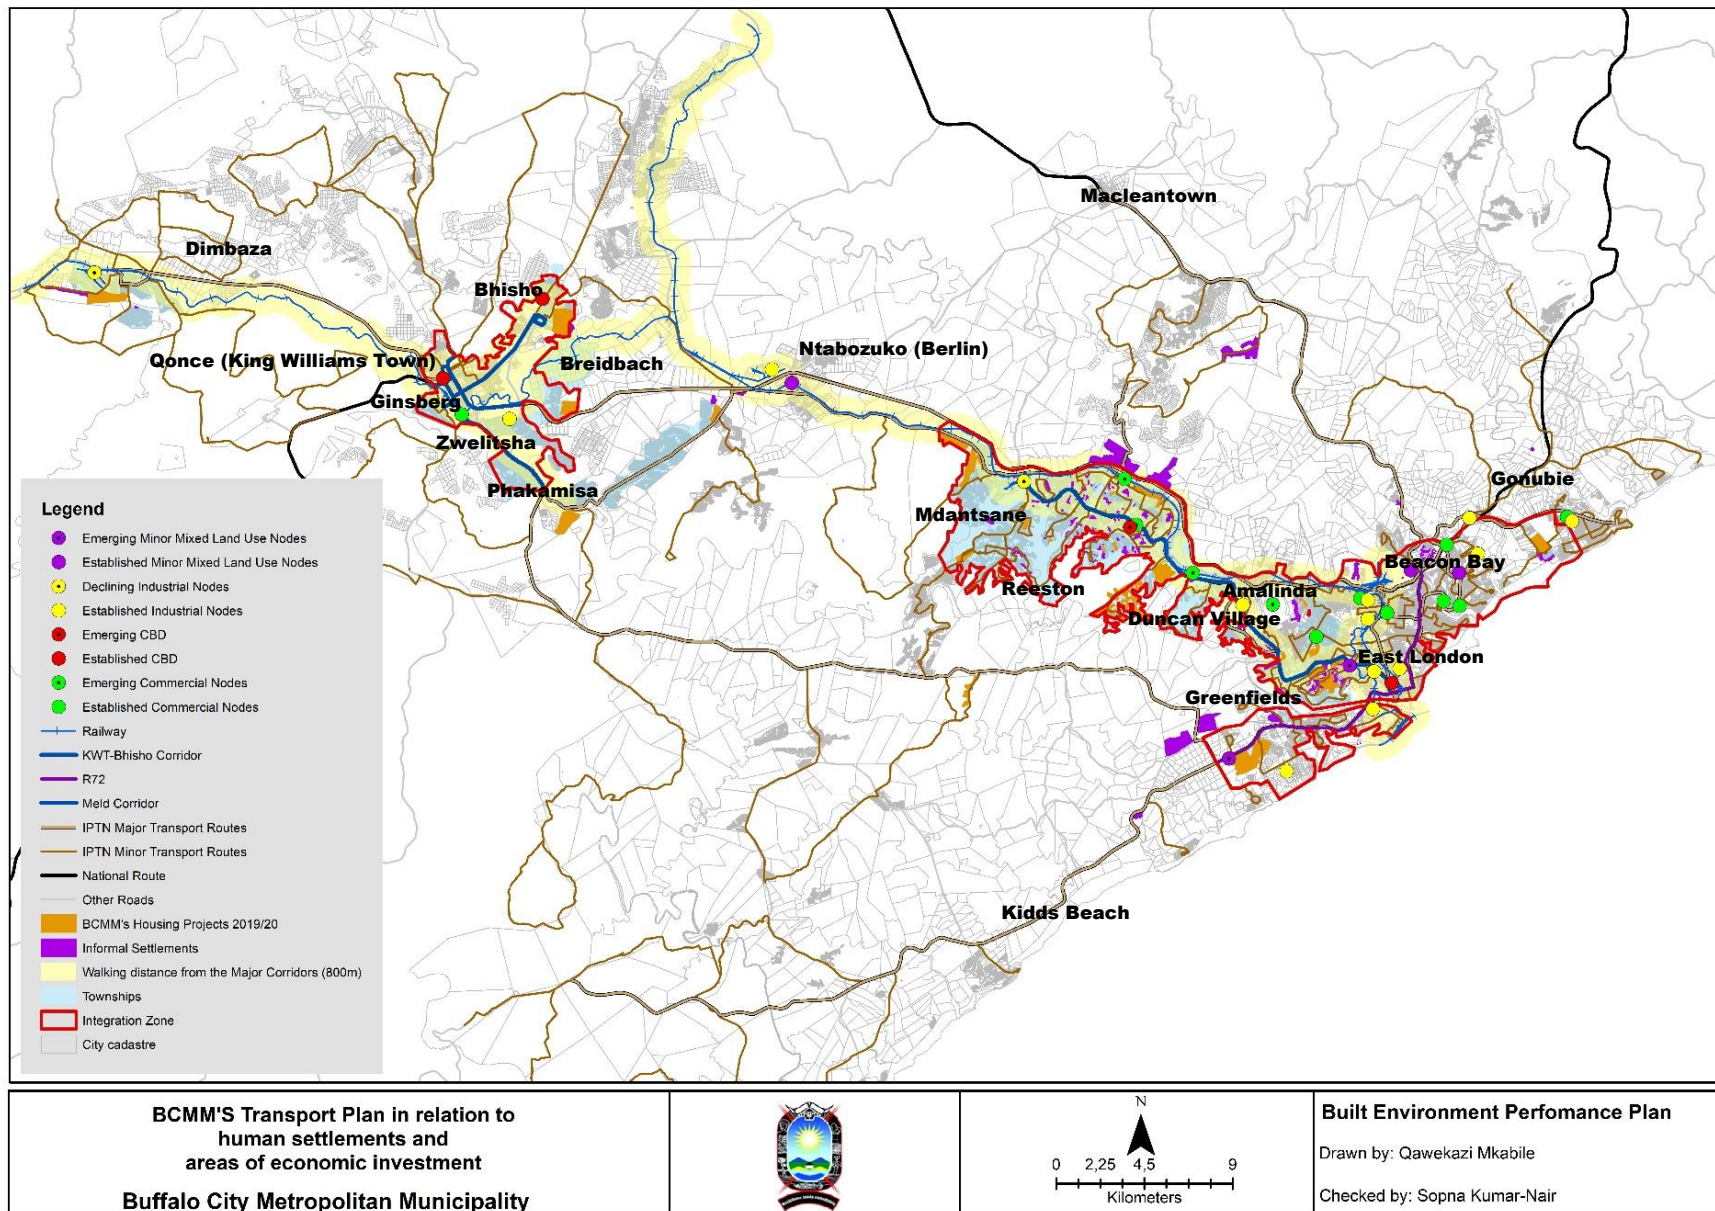 Macleantown
Dimbaza
Bhisho
Ntabozuko (Berlin)
Qonce (King Williams Town)
Breidbach
Ginsberg
Zwelitsha
Phakamisa
Gonubie
Mdantsane
Beacon Bay
Reeston
Amalinda
Duncan Village
East London
Greenfields
Kidds Beach
Legend
Emerging Minor Mixed Land Use Nodes
Established Minor Mixed Land Use Nodes
Declining Industrial Nodes
Established Industrial Nodes
Emerging CBD
Established CBD
Emerging Commercial Nodes
Established Commercial Nodes
Railway
KWT-Bhisho Corridor
R72
Meld Corridor
IPTN Major Transport Routes
IPTN Minor Transport Routes
National Route
Other Roads
BCMM's Housing Projects 2019/20
Informal Settlements
Walking distance from the Major Corridors (800m)
Townships
Integration Zone
City cadastre
BCMM'S Transport Plan in relation to
human settlements and
areas of economic investment
Buffalo City Metropolitan Municipality
N
0 2,25 4,5 9
Kilometers
Built Environment Perfomance Plan
Drawn by: Qawekazi Mkabile
Checked by: Sopna Kumar-Nair